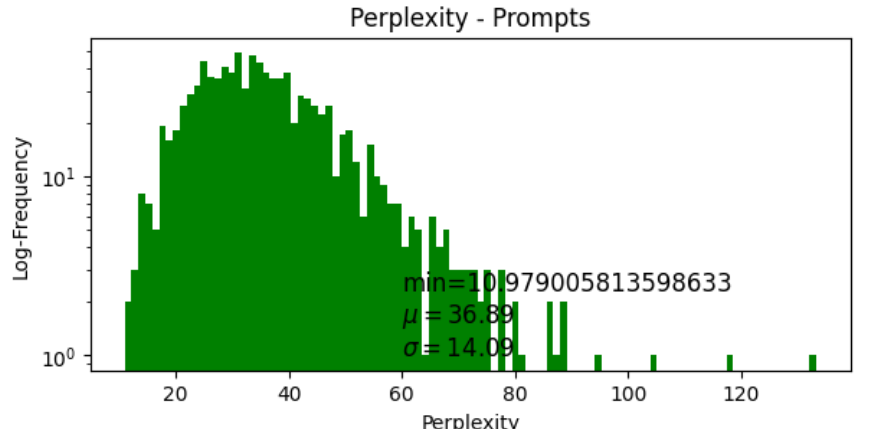 Perplexity - Prompts
Log-Frequency
10¹
10⁰
min=10.979005813598633
μ = 36.89
σ = 14.09
20 40 60 80 100 120
Perplexity